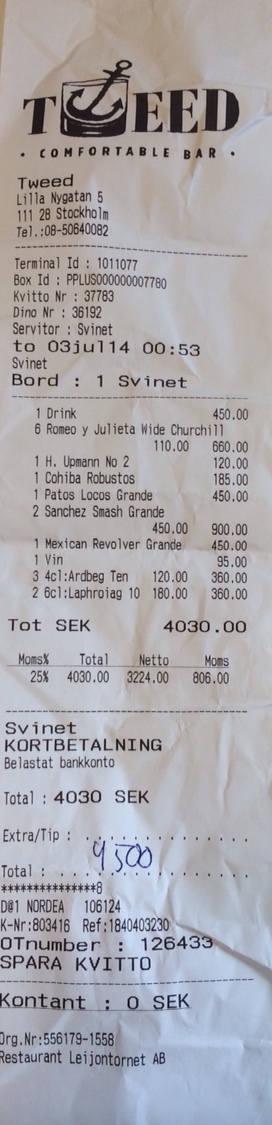 TWEED
• COMFORTABLE BAR •
Tweed
Lilla Nygatan 5
111 28 Stockholm
Tel.:08-50640082
Terminal Id : 1011077
Box Id : PPLUS000000007780
Kvitto Nr : 37783
Dino Nr : 36192
Servitor : Svinet
to 03jul14 00:53
Svinet
Bord : 1 Svinet
1 Drink 450.00
6 Romeo y Julieta Wide Churchill
110.00 660.00
1 H. Upmann No 2 120.00
1 Cohiba Robustos 185.00
1 Patos Locos Grande 450.00
2 Sanchez Smash Grande
450.00 900.00
1 Mexican Revolver Grande 450.00
1 Vin 95.00
3 4cl:Ardbeg Ten 120.00 360.00
2 6cl:Laphroiag 10 180.00 360.00
Tot SEK 4030.00
Moms% Total Netto Moms
25% 4030.00 3224.00 806.00
Svinet
KORTBETALNING
Belastat bankkonto
Total : 4030 SEK
Extra/Tip : . . . . . . . . . . . . . .
4500
Total : . . . . . . . . . . . . . . . .
***************8
D@1 NORDEA 106124
K-Nr:803416 Ref:1840403230
OTnumber : 126433
SPARA KVITTO
Kontant : 0 SEK
Org.Nr:556179-1558
Restaurant Leijontornet AB